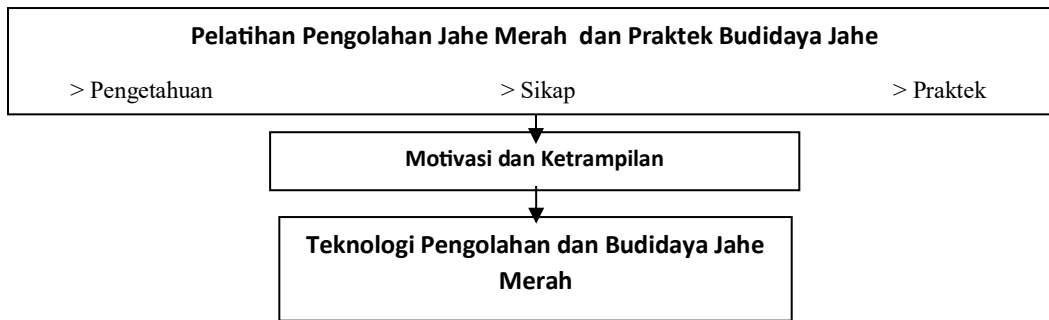 Pelatihan Pengolahan Jahe Merah dan Praktek Budidaya Jahe
> Pengetahuan > Sikap > Praktek
Motivasi dan Ketrampilan
Teknologi Pengolahan dan Budidaya Jahe
Merah